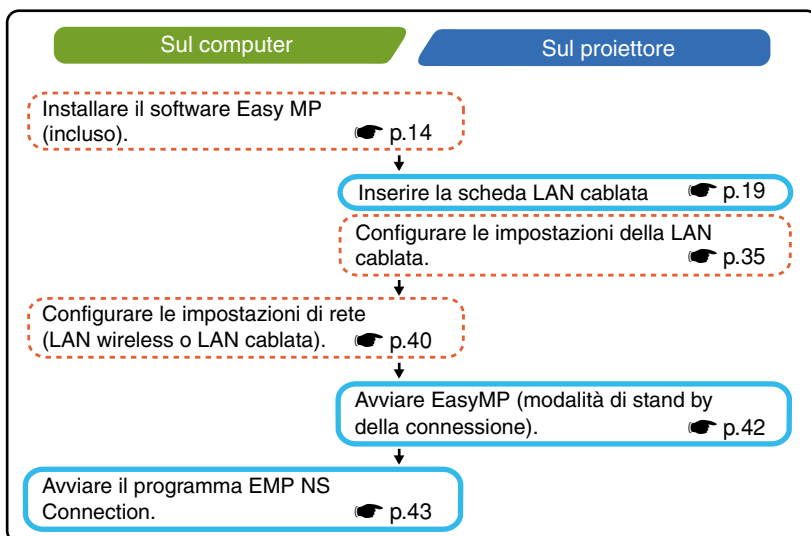 Sul computer
Sul proiettore
Installare il software Easy MP
(incluso). ☛ p.14
Inserire la scheda LAN cablata ☛ p.19
Configurare le impostazioni della LAN
cablata. ☛ p.35
Configurare le impostazioni di rete
(LAN wireless o LAN cablata). ☛ p.40
Avviare EasyMP (modalità di stand by
della connessione). ☛ p.42
Avviare il programma EMP NS
Connection. ☛ p.43